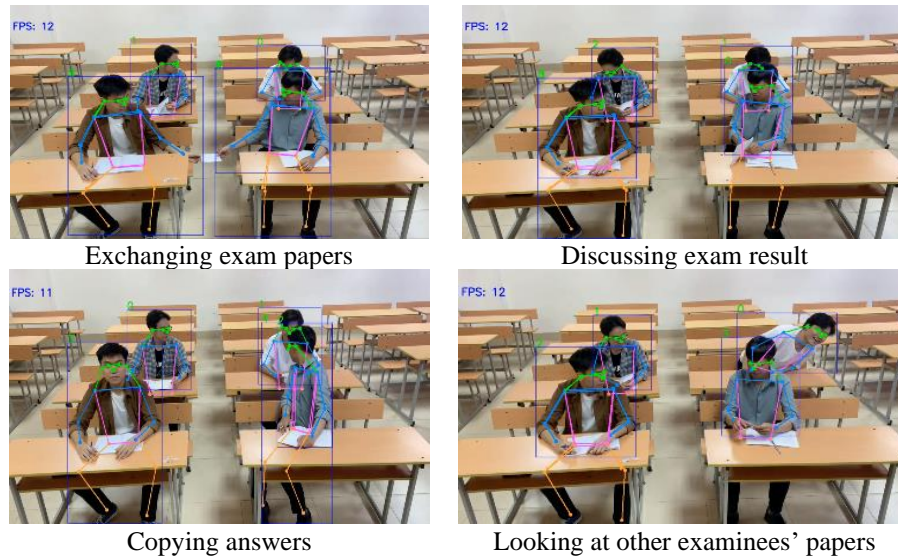 FPS: 12
FPS: 12
Exchanging exam papers
Discussing exam result
FPS: 11
FPS: 12
Copying answers
Looking at other examinees' papers